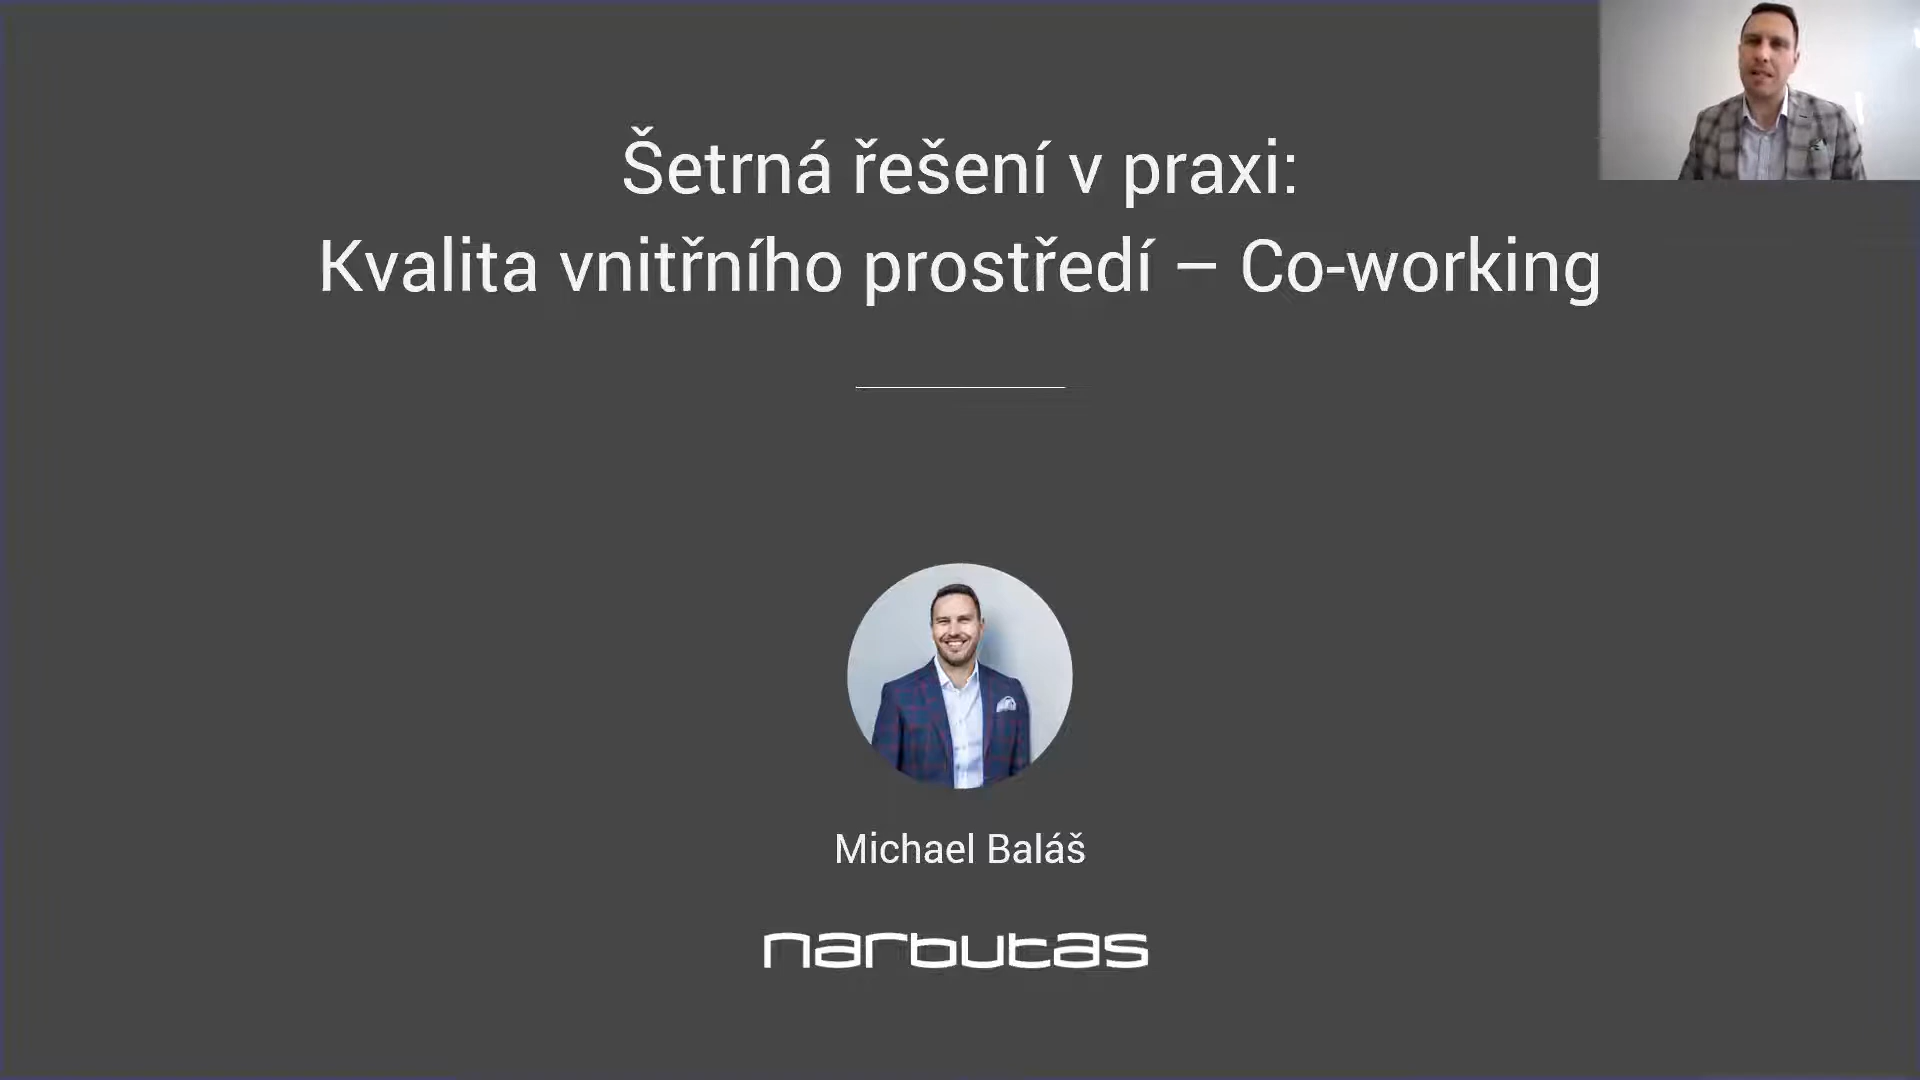 Šetrná řešení v praxi:
Kvalita vnitřního prostředí – Co-working
Michael Baláš
narbutas